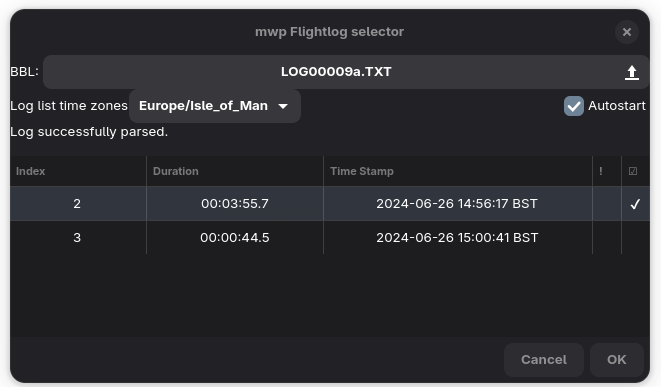 mwp Flightlog selector
BBL: LOG00009a.TXT
Log list time zones Europe/Isle_of_Man Autostart
Log successfully parsed.
Index Duration Time Stamp ! ☑
2 00:03:55.7 2024-06-26 14:56:17 BST ✓
3 00:00:44.5 2024-06-26 15:00:41 BST
Cancel OK